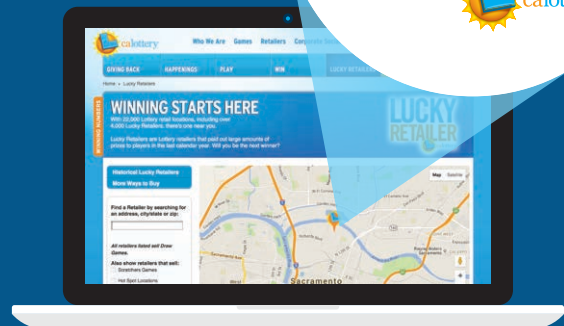 calottery
calottery
Who We Are Games Retailers Corporate
GIVING BACK HAPPENINGS PLAY WIN LUCKY RETAILERS
Home > Lucky Retailers
WINNING NUMBERS
WINNING STARTS HERE
With 22,000 Lottery retail locations, including over
4,000 Lucky Retailers, there's one near you.
Lucky Retailers are Lottery retailers that paid out large amounts of
prizes to players in the last calendar year. Will you be the next winner?
LUCKY
RETAILER
Historical Lucky Retailers
More Ways to Buy
Find a Retailer by searching for
an address, city/state or zip:
All retailers listed sell Draw
Games.
Also show retailers that sell:
Scratchers Games
Hot Spot Locations
Map Satellite
Sacramento